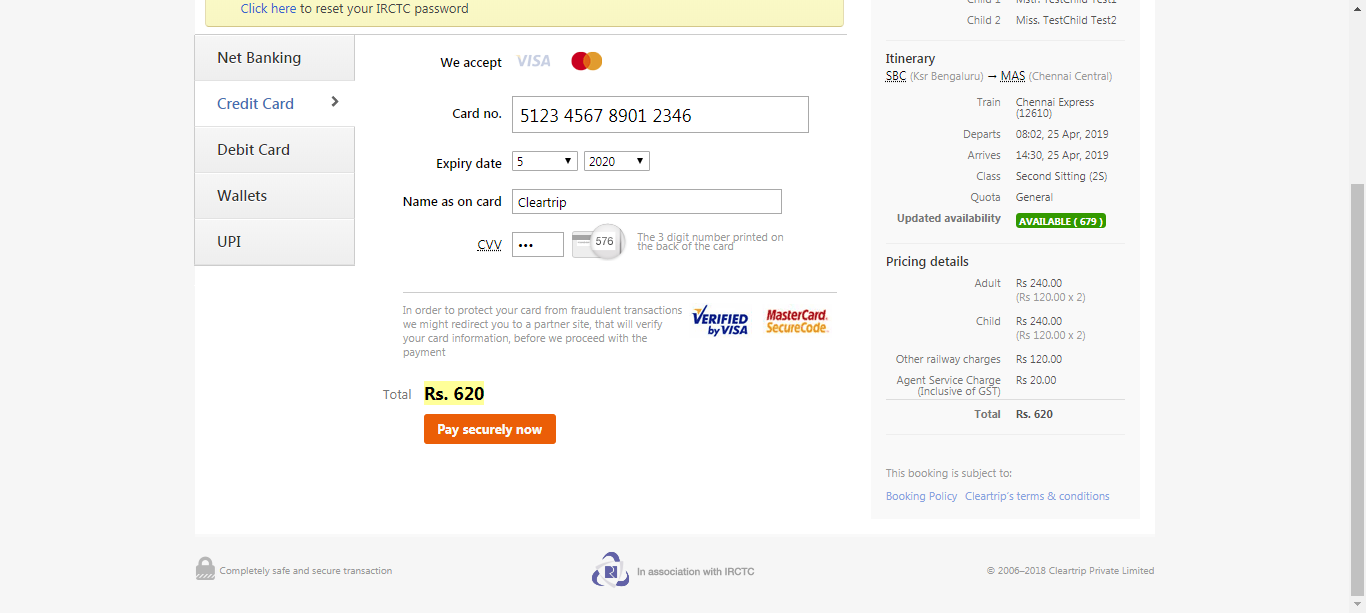 Click here to reset your IRCTC password
Net Banking
Credit Card
Debit Card
Wallets
UPI
We accept VISA
Card no. 5123 4567 8901 2346
Expiry date 5 2020
Name as on card Cleartrip
CVV ••• 576 The 3 digit number printed on
the back of the card
In order to protect your card from fraudulent transactions
we might redirect you to a partner site, that will verify
your card information, before we proceed with the
payment
VERIFIED
by VISA
MasterCard.
SecureCode.
Total Rs. 620
Pay securely now
Child 1 Mstr. TestChild Test1
Child 2 Miss. TestChild Test2
Itinerary
SBC (Ksr Bengaluru) → MAS (Chennai Central)
Train Chennai Express
(12610)
Departs 08:02, 25 Apr, 2019
Arrives 14:30, 25 Apr, 2019
Class Second Sitting (2S)
Quota General
Updated availability AVAILABLE ( 679 )
Pricing details
Adult Rs 240.00
(Rs 120.00 x 2)
Child Rs 240.00
(Rs 120.00 x 2)
Other railway charges Rs 120.00
Agent Service Charge Rs 20.00
(Inclusive of GST)
Total Rs. 620
This booking is subject to:
Booking Policy Cleartrip's terms & conditions
Completely safe and secure transaction
In association with IRCTC
© 2006–2018 Cleartrip Private Limited